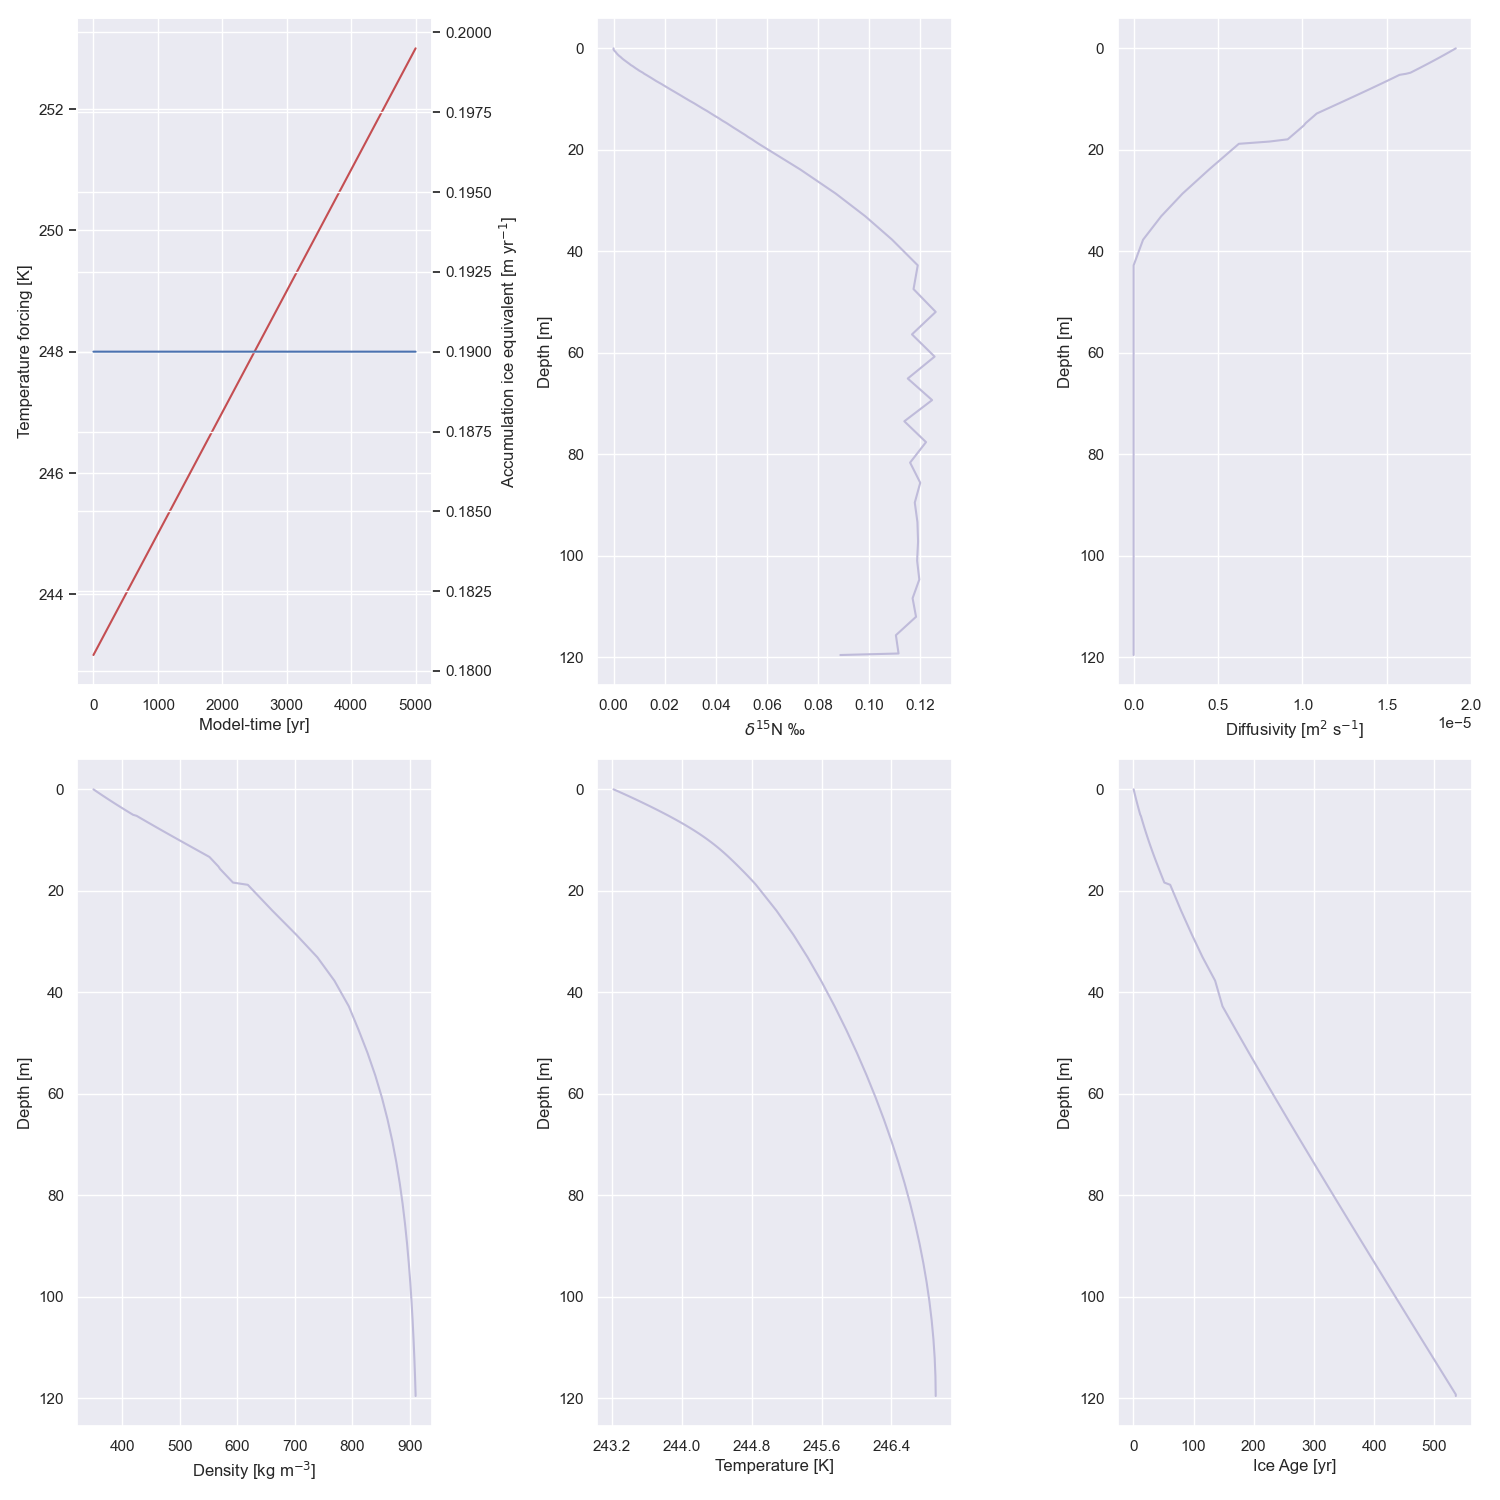 Temperature forcing [K]
252
250
248
246
244
0 1000 2000 3000 4000 5000
Model-time [yr]
0.2000
0.1975
0.1950
0.1925
0.1900
0.1875
0.1850
0.1825
0.1800
Accumulation ice equivalent [m yr⁻¹]
Depth [m]
0
20
40
60
80
100
120
0.00 0.02 0.04 0.06 0.08 0.10 0.12
δ¹⁵N ‰
Depth [m]
0
20
40
60
80
100
120
0.0 0.5 1.0 1.5 2.0
1e−5
Diffusivity [m² s⁻¹]
Depth [m]
0
20
40
60
80
100
120
400 500 600 700 800 900
Density [kg m⁻³]
Depth [m]
0
20
40
60
80
100
120
243.2 244.0 244.8 245.6 246.4
Temperature [K]
Depth [m]
0
20
40
60
80
100
120
0 100 200 300 400 500
Ice Age [yr]